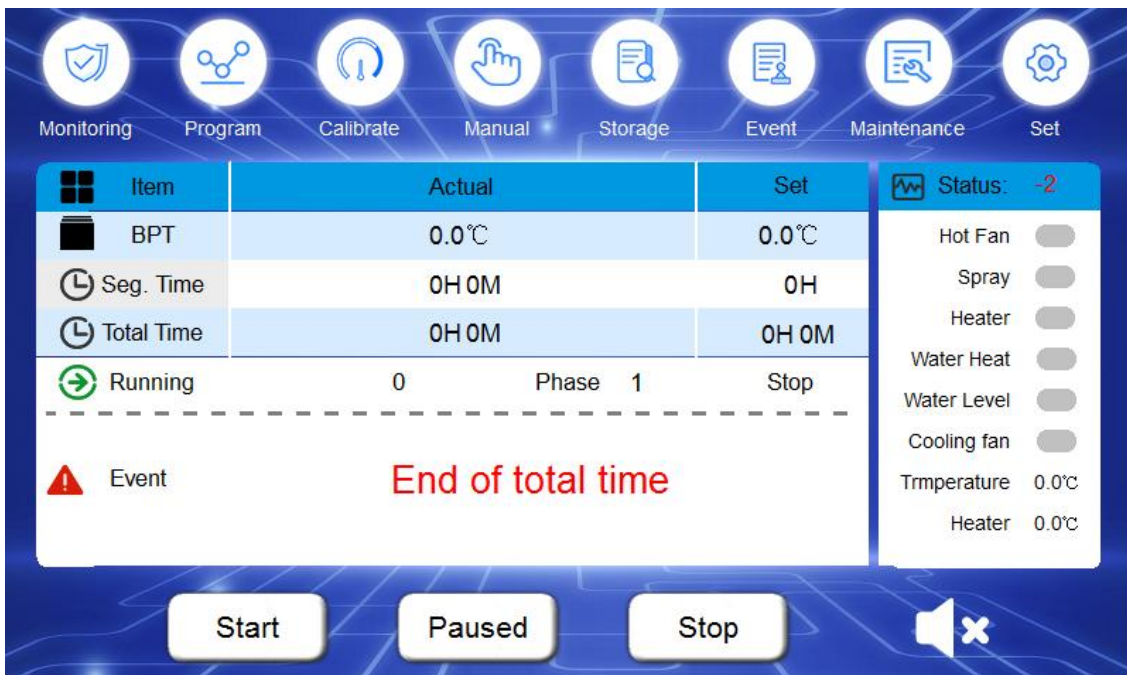 Monitoring Program Calibrate Manual Storage Event Maintenance Set
Item Actual Set Status: -2
BPT 0.0℃ 0.0℃
Seg. Time 0H 0M 0H
Total Time 0H 0M 0H 0M
Running 0 Phase 1 Stop
Event End of total time
Hot Fan
Spray
Heater
Water Heat
Water Level
Cooling fan
Trmperature 0.0℃
Heater 0.0℃
Start Paused Stop